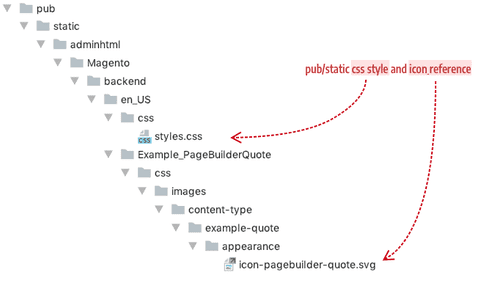 pub
static
adminhtml
Magento
pub/static css style and icon reference
backend
en_US
css
CSS styles.css
Example_PageBuilderQuote
css
images
content-type
example-quote
appearance
icon-pagebuilder-quote.svg